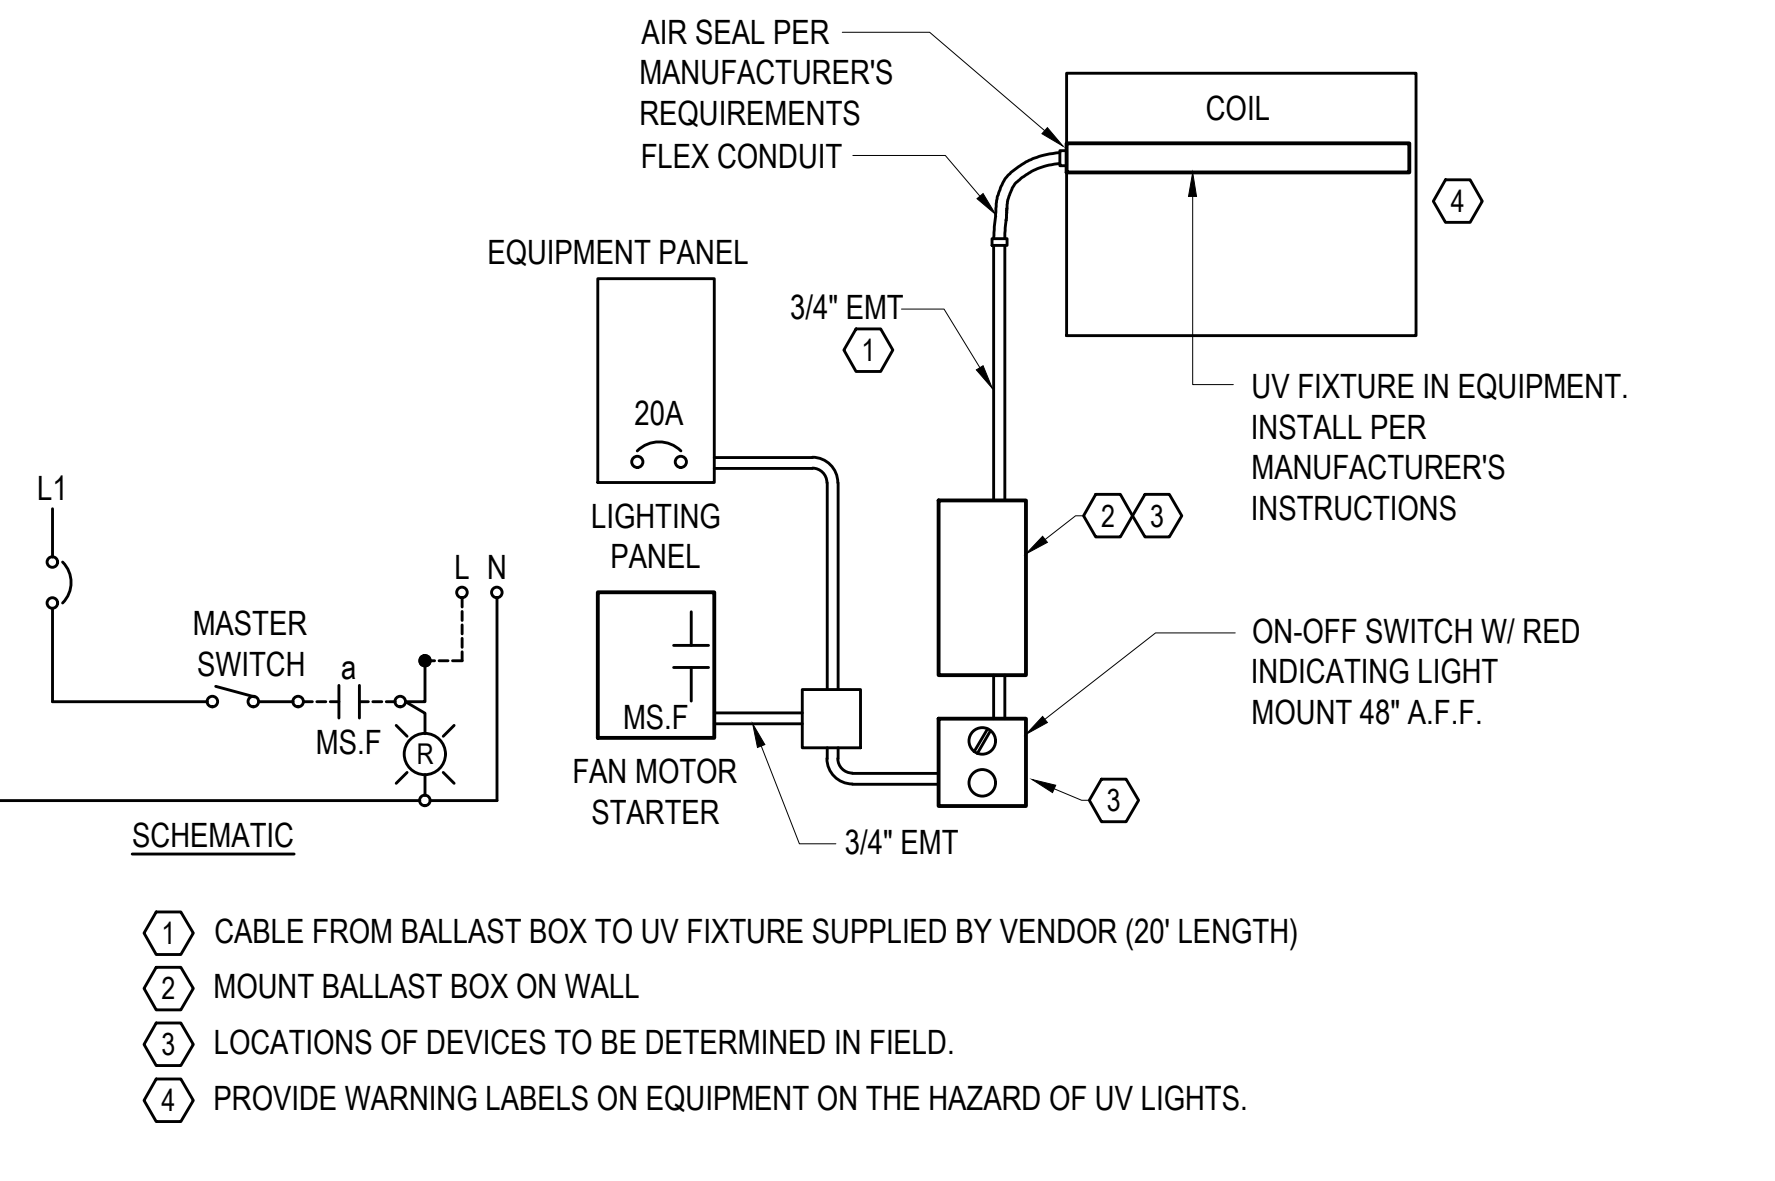 AIR SEAL PER
MANUFACTURER'S
REQUIREMENTS
FLEX CONDUIT
COIL
4
EQUIPMENT PANEL
3/4" EMT
1
20A
UV FIXTURE IN EQUIPMENT.
INSTALL PER
MANUFACTURER'S
INSTRUCTIONS
LIGHTING
PANEL
2 3
L1
L N
MASTER
SWITCH
a
MS.F
R
MS.F
ON-OFF SWITCH W/ RED
INDICATING LIGHT
MOUNT 48" A.F.F.
FAN MOTOR
STARTER
3
3/4" EMT
SCHEMATIC
1 CABLE FROM BALLAST BOX TO UV FIXTURE SUPPLIED BY VENDOR (20' LENGTH)
2 MOUNT BALLAST BOX ON WALL
3 LOCATIONS OF DEVICES TO BE DETERMINED IN FIELD.
4 PROVIDE WARNING LABELS ON EQUIPMENT ON THE HAZARD OF UV LIGHTS.